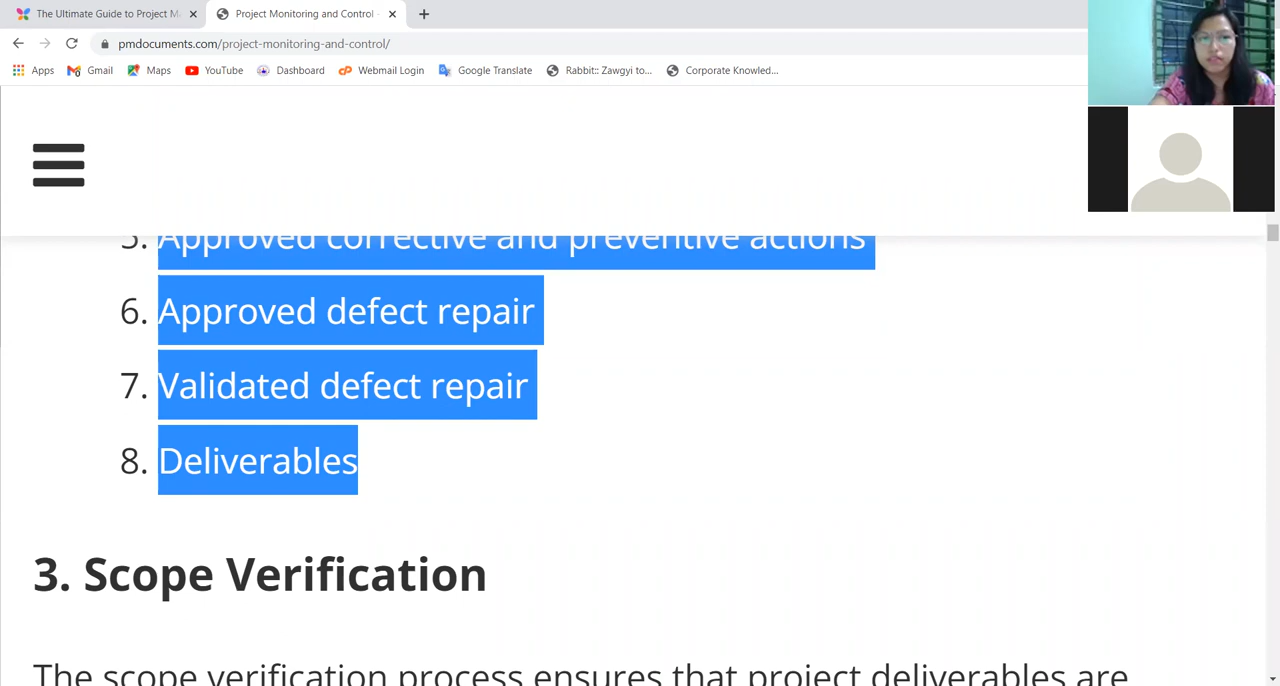 The Ultimate Guide to Project M
Project Monitoring and Control -
pmdocuments.com/project-monitoring-and-control/
Apps Gmail Maps YouTube Dashboard Webmail Login Google Translate Rabbit:: Zawgyi to... Corporate Knowled...
5. Approved corrective and preventive actions
6. Approved defect repair
7. Validated defect repair
8. Deliverables
3. Scope Verification
The scope verification process ensures that project deliverables are